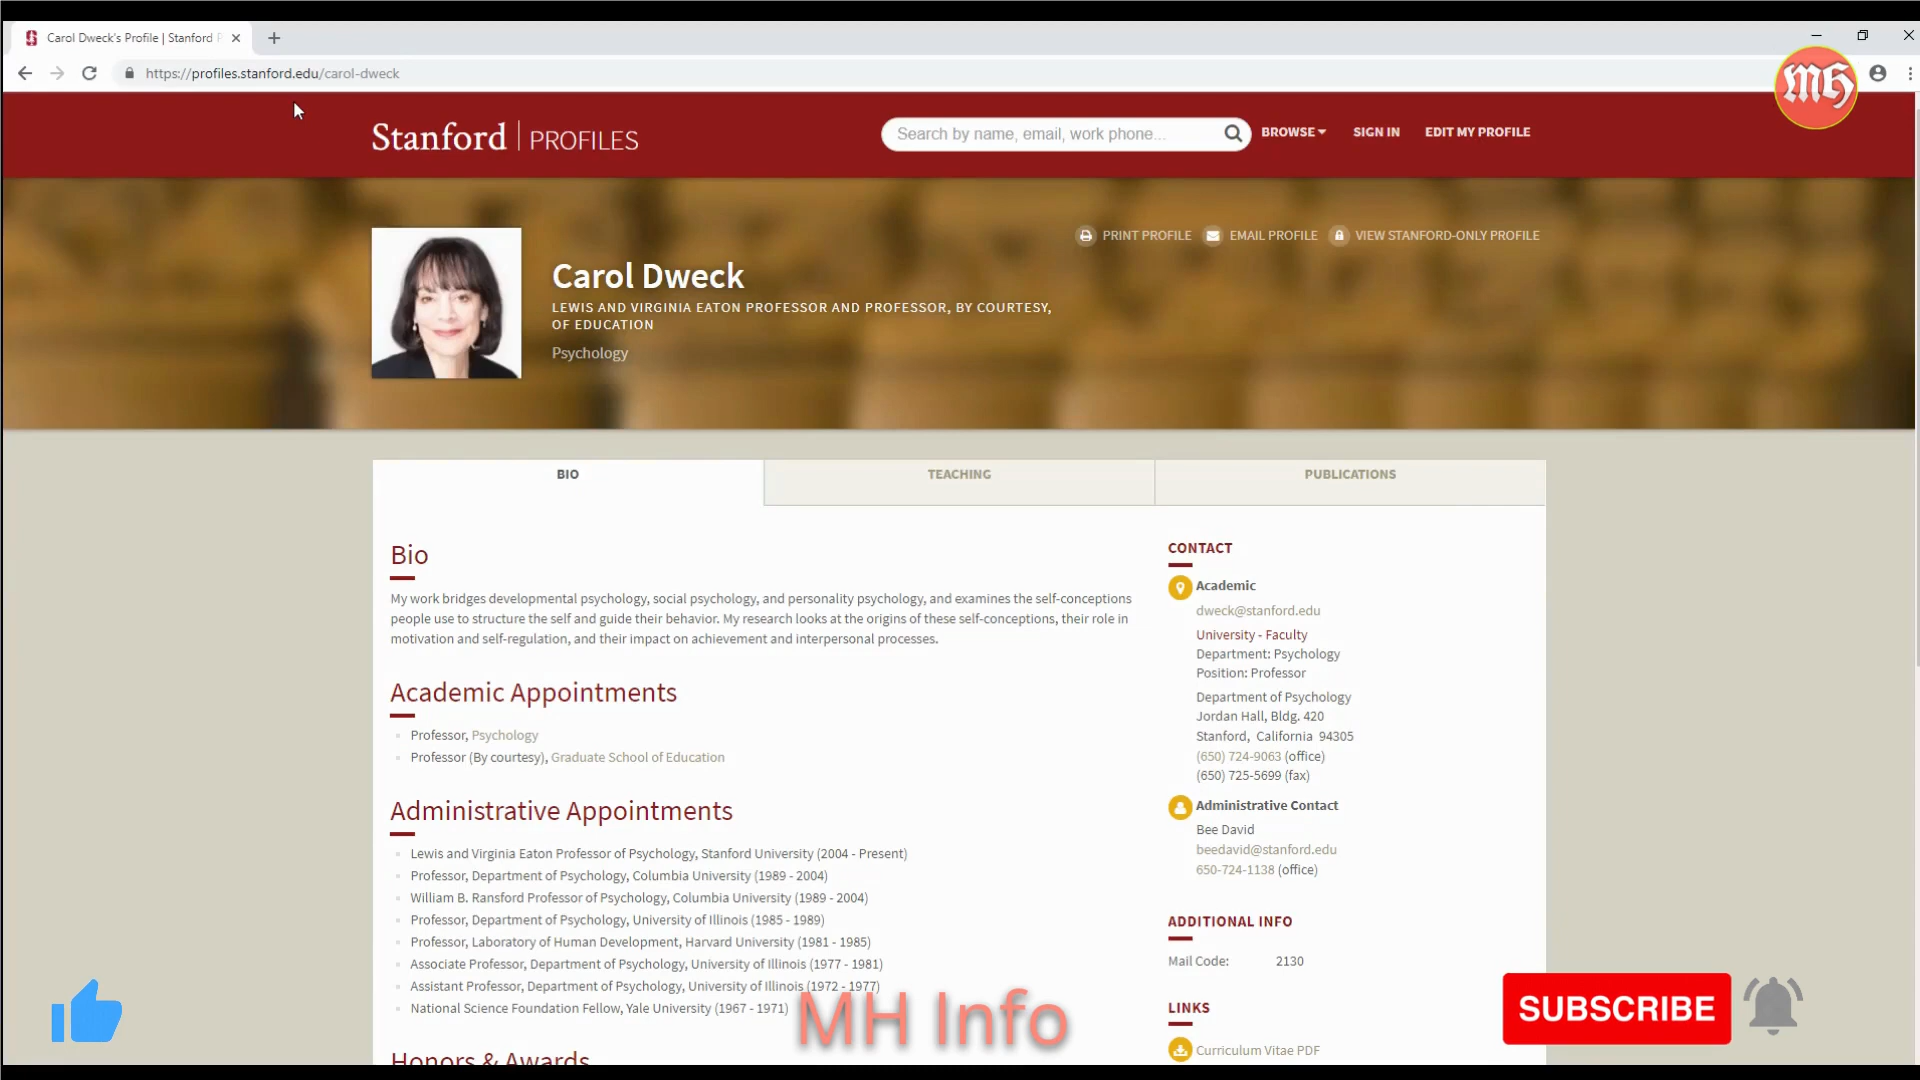 Carol Dweck's Profile | Stanford P
https://profiles.stanford.edu/carol-dweck
MH
Stanford | PROFILES
Search by name, email, work phone...
BROWSE
SIGN IN
EDIT MY PROFILE
PRINT PROFILE
EMAIL PROFILE
VIEW STANFORD-ONLY PROFILE
Carol Dweck
LEWIS AND VIRGINIA EATON PROFESSOR AND PROFESSOR, BY COURTESY,
OF EDUCATION
Psychology
BIO
TEACHING
PUBLICATIONS
Bio
My work bridges developmental psychology, social psychology, and personality psychology, and examines the self-conceptions
people use to structure the self and guide their behavior. My research looks at the origins of these self-conceptions, their role in
motivation and self-regulation, and their impact on achievement and interpersonal processes.
Academic Appointments
Professor, Psychology
Professor (By courtesy), Graduate School of Education
Administrative Appointments
Lewis and Virginia Eaton Professor of Psychology, Stanford University (2004 - Present)
Professor, Department of Psychology, Columbia University (1989 - 2004)
William B. Ransford Professor of Psychology, Columbia University (1989 - 2004)
Professor, Department of Psychology, University of Illinois (1985 - 1989)
Professor, Laboratory of Human Development, Harvard University (1981 - 1985)
Associate Professor, Department of Psychology, University of Illinois (1977 - 1981)
Assistant Professor, Department of Psychology, University of Illinois (1972 - 1977)
National Science Foundation Fellow, Yale University (1967 - 1971)
Honors & Awards
CONTACT
Academic
dweck@stanford.edu
University - Faculty
Department: Psychology
Position: Professor
Department of Psychology
Jordan Hall, Bldg. 420
Stanford, California 94305
(650) 724-9063 (office)
(650) 725-5699 (fax)
Administrative Contact
Bee David
beedavid@stanford.edu
650-724-1138 (office)
ADDITIONAL INFO
Mail Code: 2130
LINKS
Curriculum Vitae PDF
MH Info
SUBSCRIBE